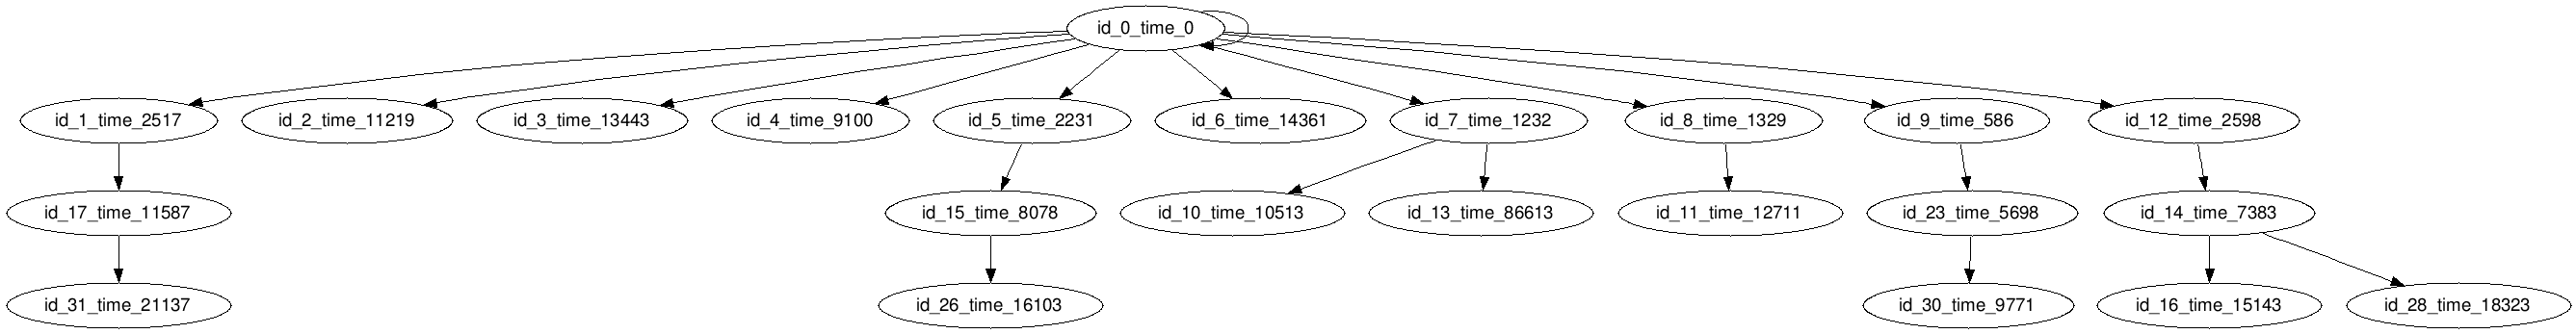 id_0_time_0
id_1_time_2517
id_2_time_11219
id_3_time_13443
id_4_time_9100
id_5_time_2231
id_6_time_14361
id_7_time_1232
id_8_time_1329
id_9_time_586
id_12_time_2598
id_17_time_11587
id_15_time_8078
id_10_time_10513
id_13_time_86613
id_11_time_12711
id_23_time_5698
id_14_time_7383
id_31_time_21137
id_26_time_16103
id_30_time_9771
id_16_time_15143
id_28_time_18323